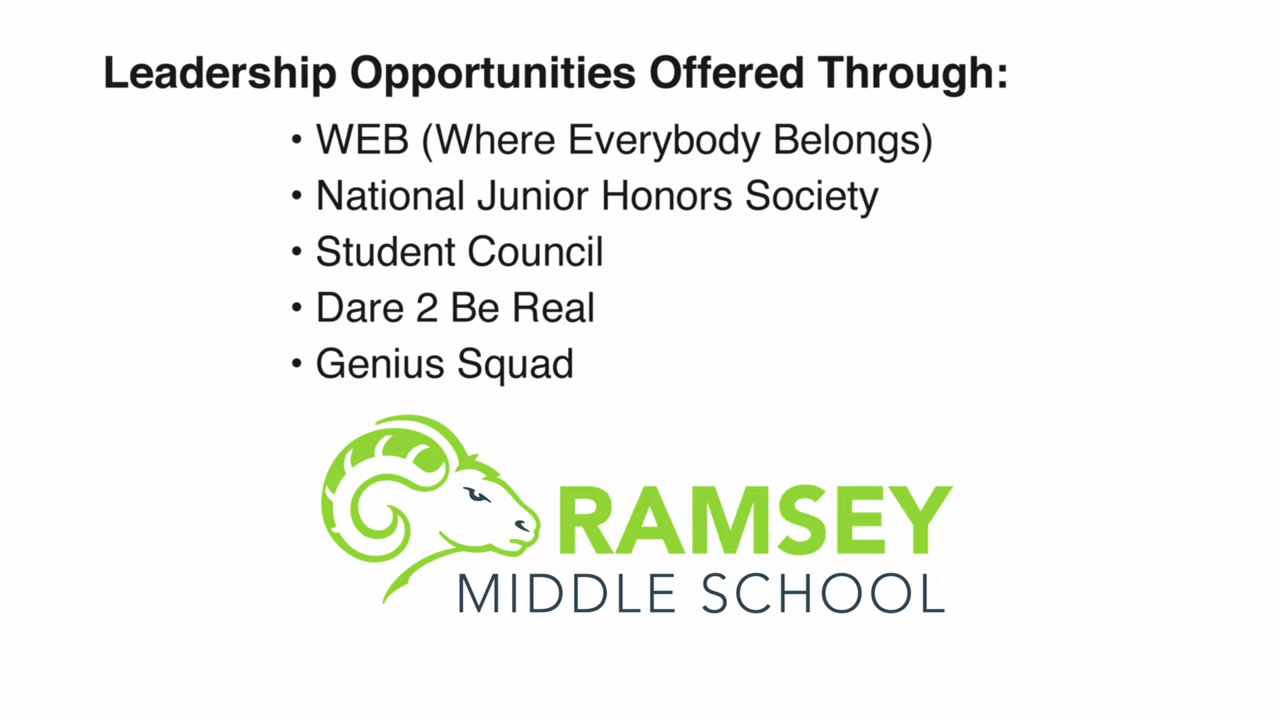 Leadership Opportunities Offered Through:
• WEB (Where Everybody Belongs)
• National Junior Honors Society
• Student Council
• Dare 2 Be Real
• Genius Squad
RAMSEY
MIDDLE SCHOOL